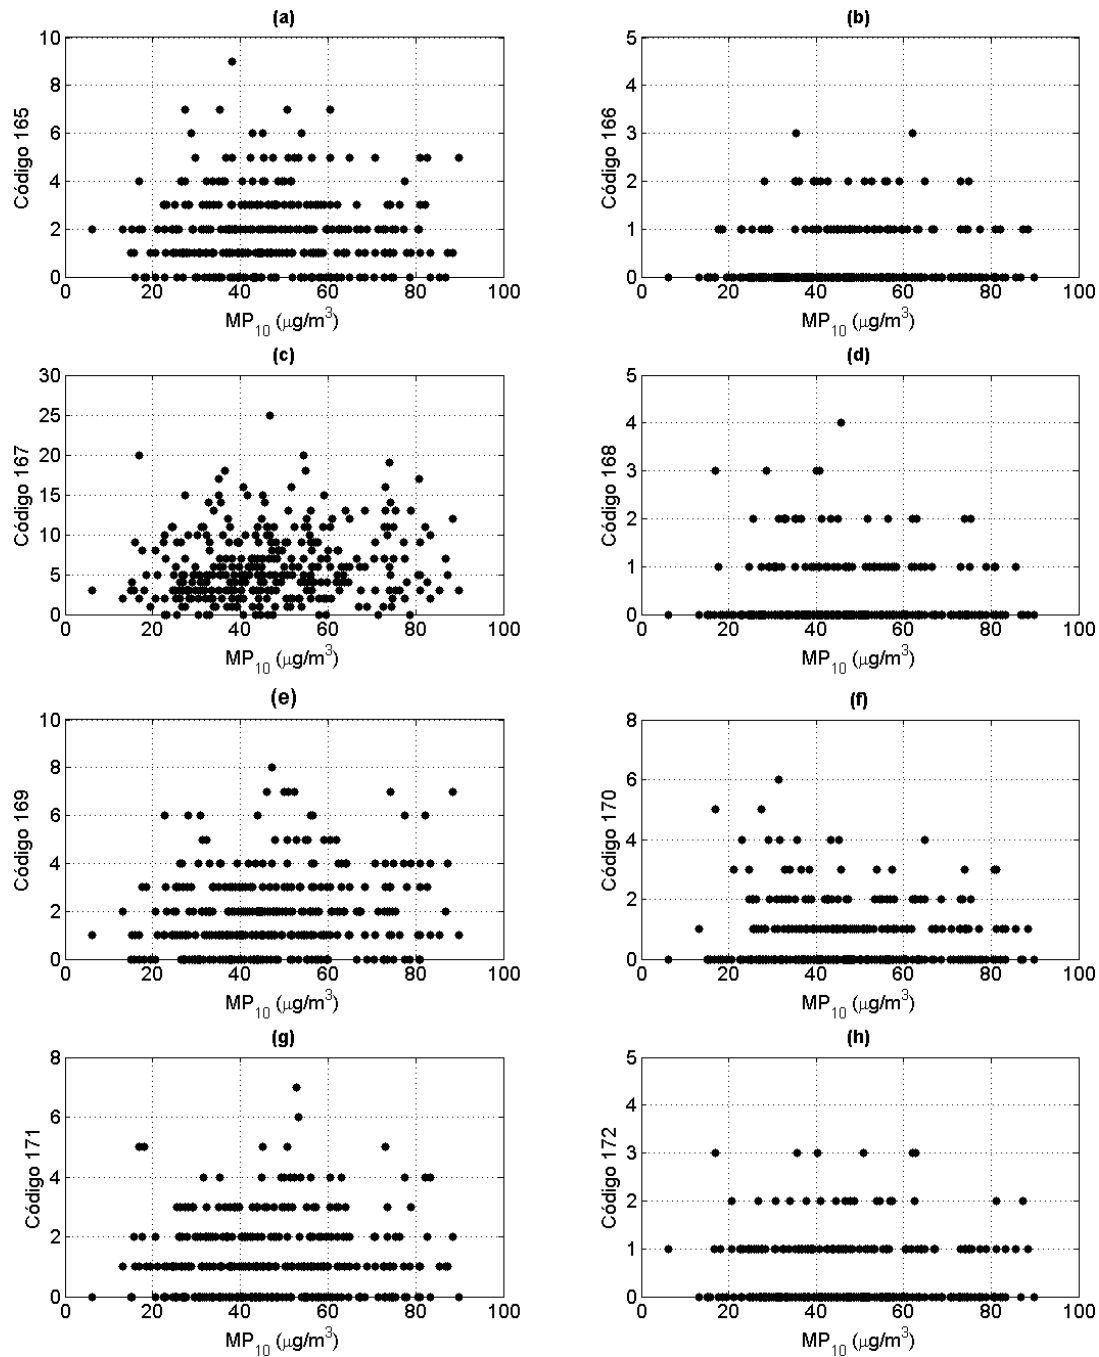 (a)
10
8
6
4
2
0
Código 165
0 20 40 60 80 100
MP10 (μg/m3)
(b)
5
4
3
2
1
0
Código 166
0 20 40 60 80 100
MP10 (μg/m3)
(c)
30
25
20
15
10
5
0
Código 167
0 20 40 60 80 100
MP10 (μg/m3)
(d)
5
4
3
2
1
0
Código 168
0 20 40 60 80 100
MP10 (μg/m3)
(e)
10
8
6
4
2
0
Código 169
0 20 40 60 80 100
MP10 (μg/m3)
(f)
8
6
4
2
0
Código 170
0 20 40 60 80 100
MP10 (μg/m3)
(g)
8
6
4
2
0
Código 171
0 20 40 60 80 100
MP10 (μg/m3)
(h)
5
4
3
2
1
0
Código 172
0 20 40 60 80 100
MP10 (μg/m3)